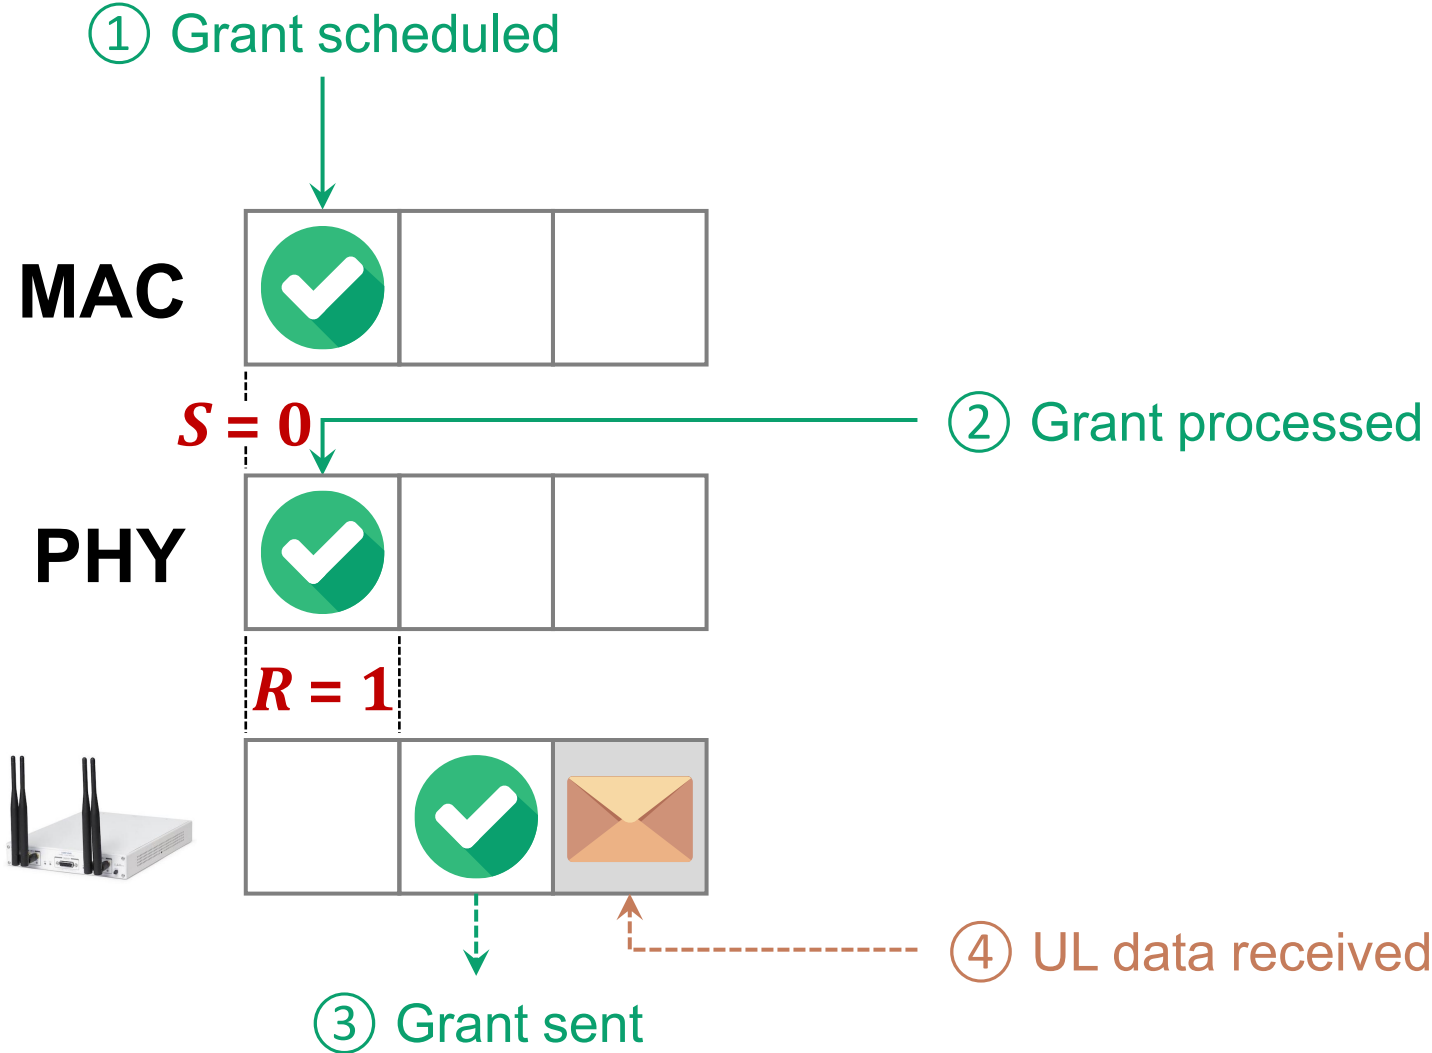 ① Grant scheduled
MAC
S = 0
② Grant processed
PHY
R = 1
④ UL data received
③ Grant sent